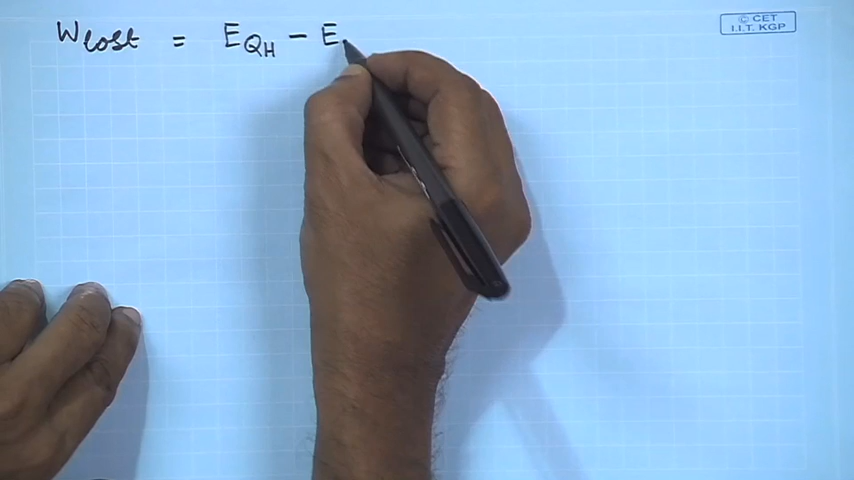 W_lost = E_QH - E
© CET
I.I.T. KGP